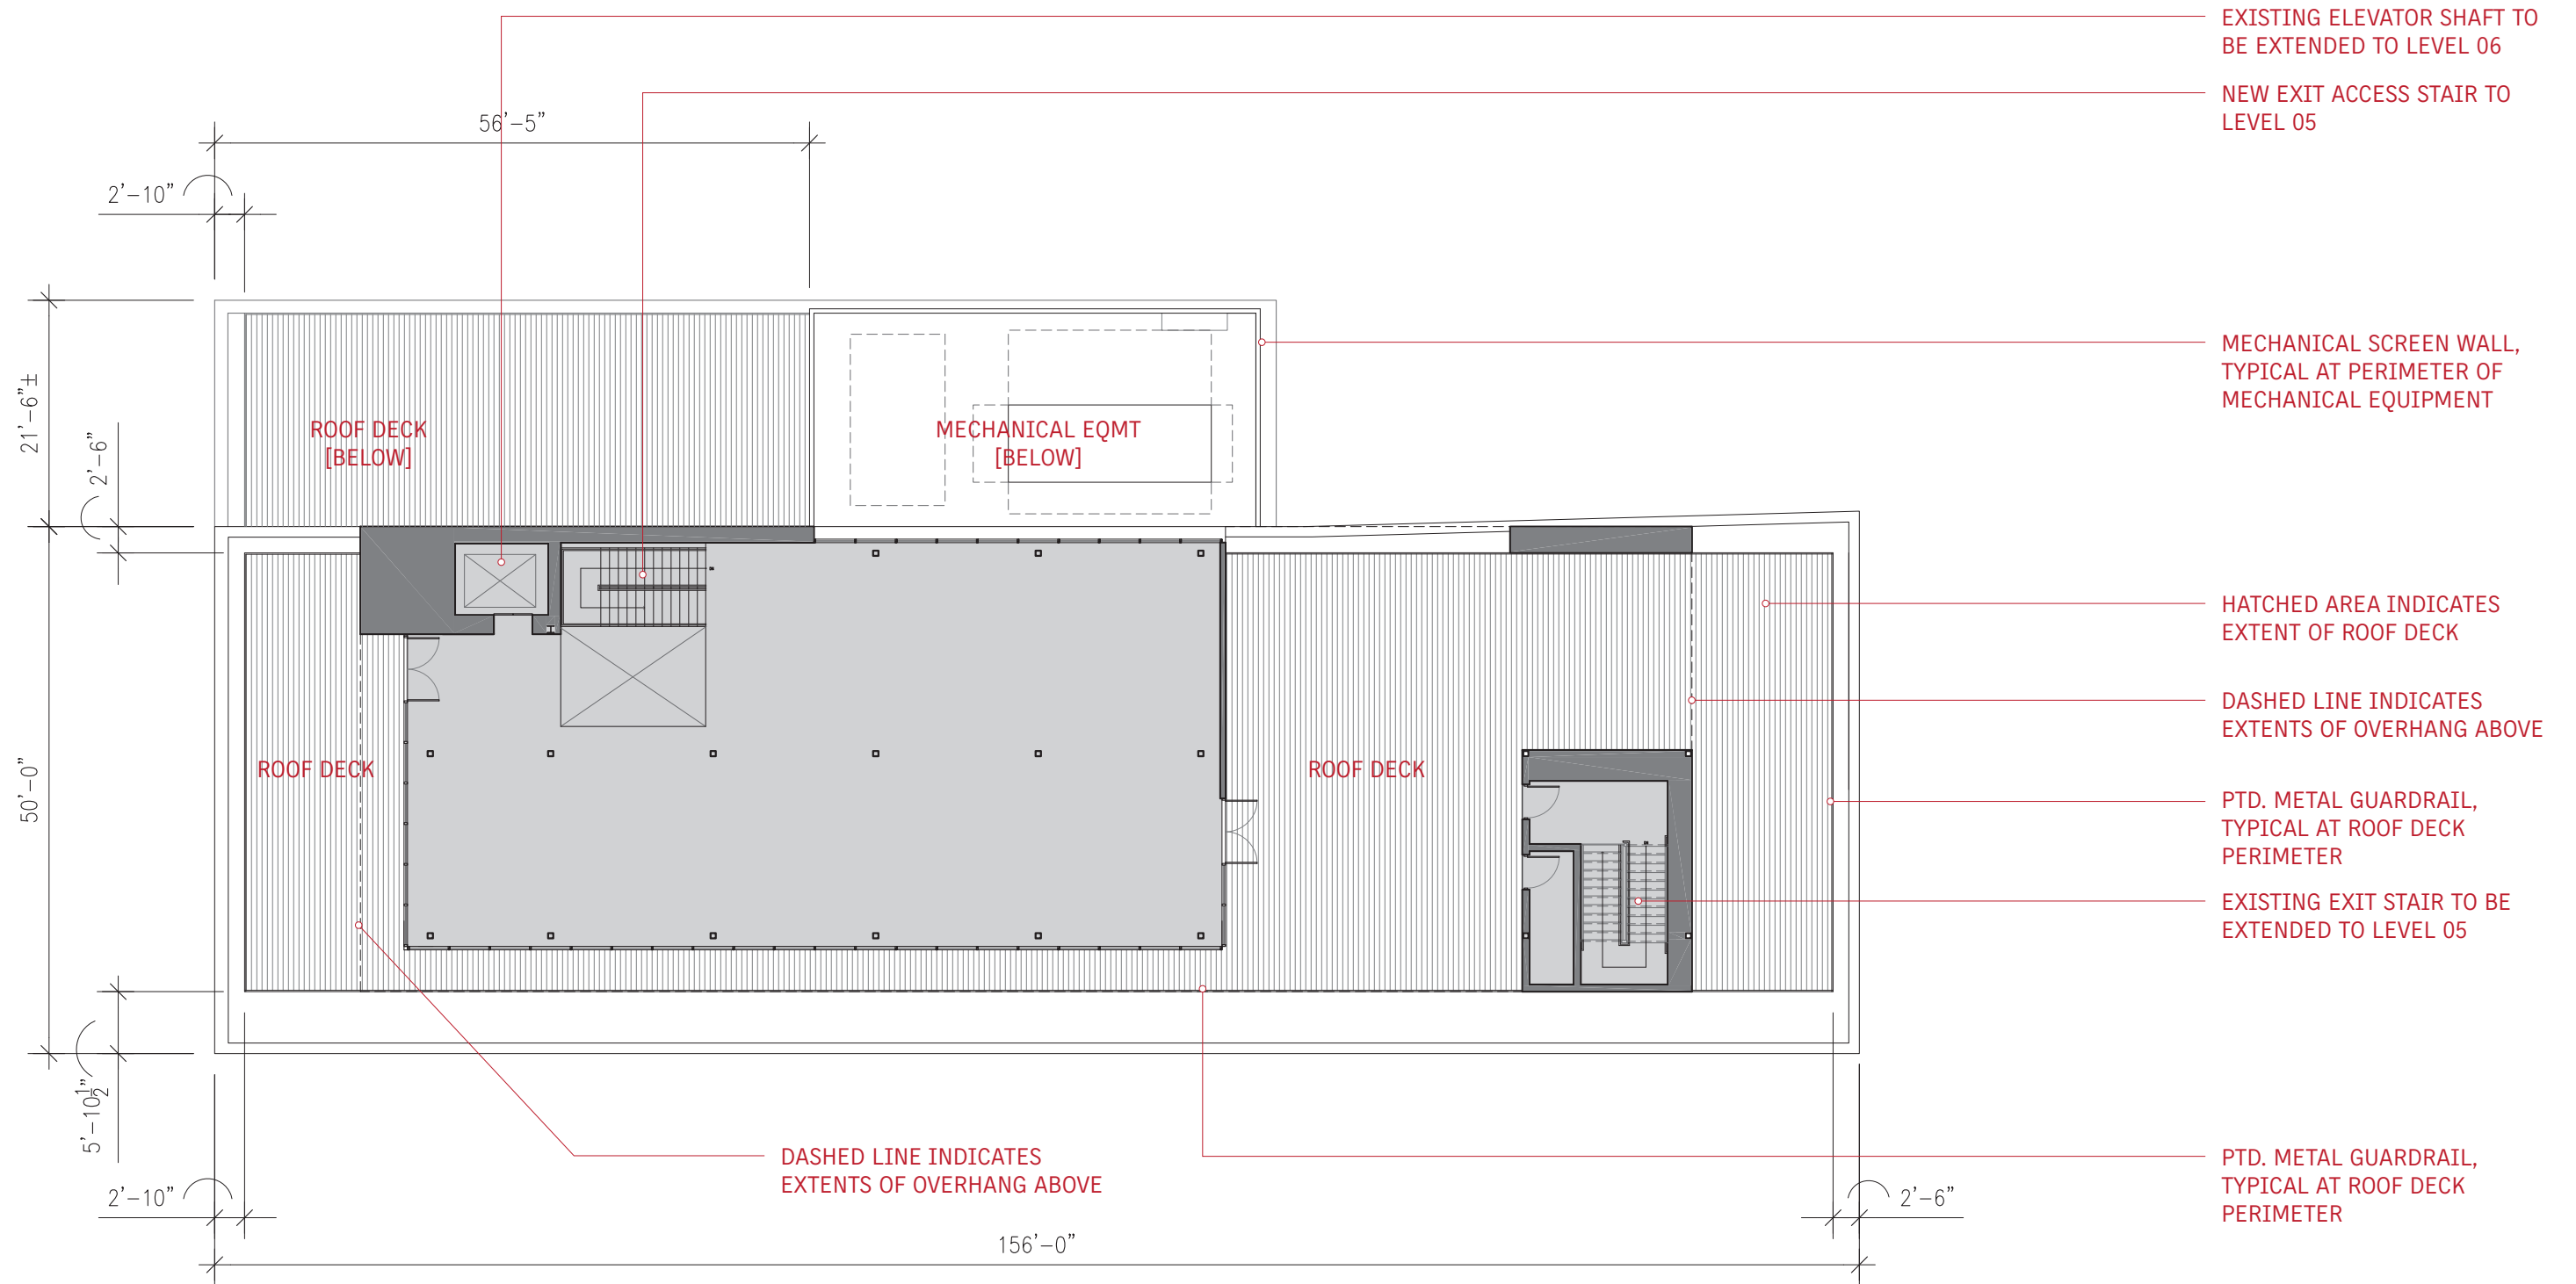 EXISTING ELEVATOR SHAFT TO
BE EXTENDED TO LEVEL 06
NEW EXIT ACCESS STAIR TO
LEVEL 05
56’–5”
2’–10”
MECHANICAL SCREEN WALL,
TYPICAL AT PERIMETER OF
MECHANICAL EQUIPMENT
21’–6”±
2’–6”
ROOF DECK
[BELOW]
MECHANICAL EQMT
[BELOW]
HATCHED AREA INDICATES
EXTENT OF ROOF DECK
DASHED LINE INDICATES
EXTENTS OF OVERHANG ABOVE
50’–0”
ROOF DECK
ROOF DECK
PTD. METAL GUARDRAIL,
TYPICAL AT ROOF DECK
PERIMETER
EXISTING EXIT STAIR TO BE
EXTENDED TO LEVEL 05
5’–10½”
DASHED LINE INDICATES
EXTENTS OF OVERHANG ABOVE
PTD. METAL GUARDRAIL,
TYPICAL AT ROOF DECK
PERIMETER
2’–10”
2’–6”
156’–0”